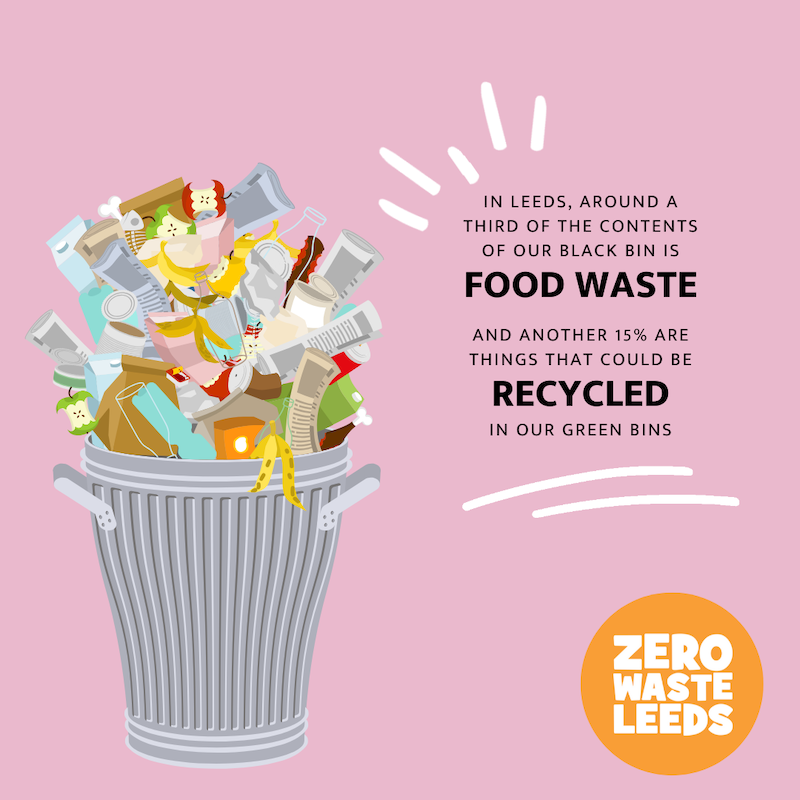 IN LEEDS, AROUND A
THIRD OF THE CONTENTS
OF OUR BLACK BIN IS
FOOD WASTE
AND ANOTHER 15% ARE
THINGS THAT COULD BE
RECYCLED
IN OUR GREEN BINS
ZERO
WASTE
LEEDS